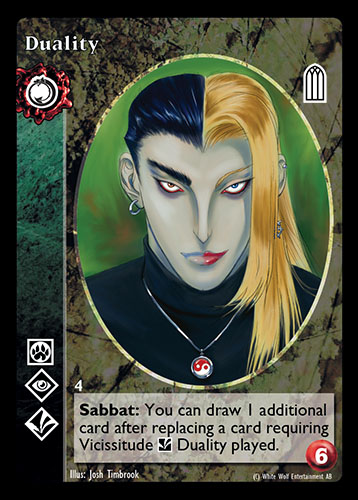 Duality
4
Sabbat: You can draw 1 additional
card after replacing a card requiring
Vicissitude Duality played.
6
Illus: Josh Timbrook
(C) White Wolf Entertainment AB